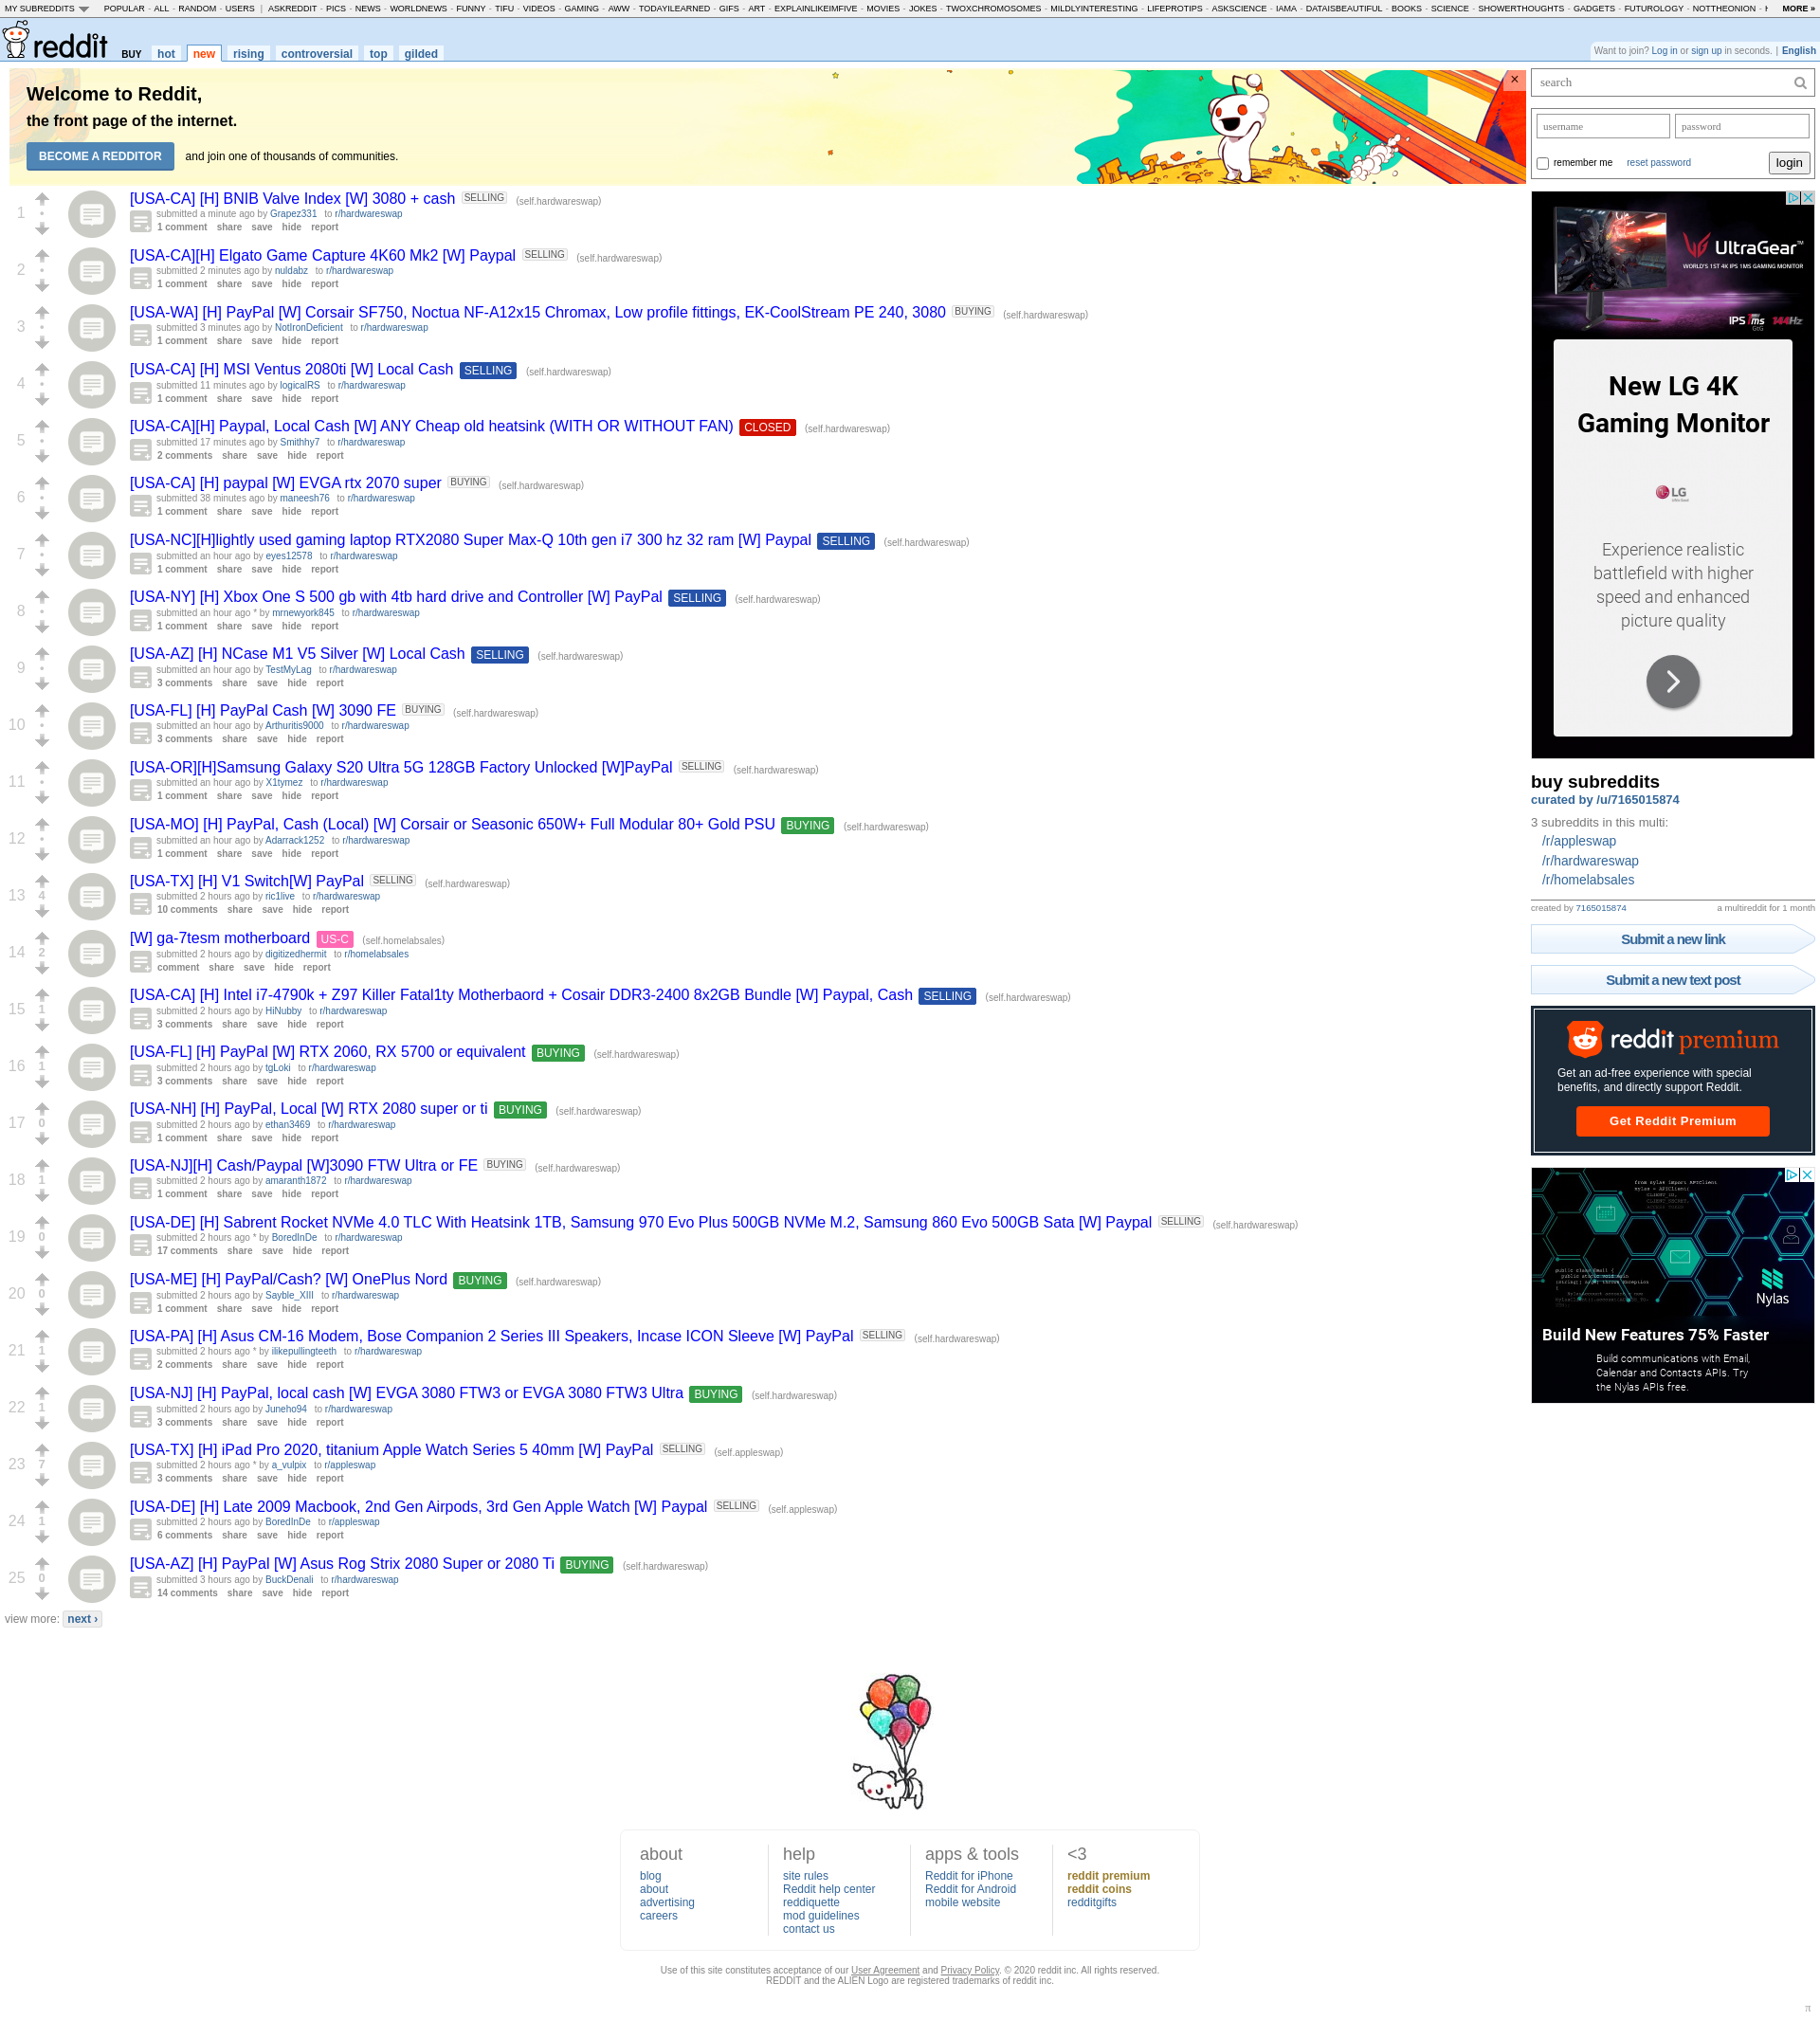 MY SUBREDDITS POPULAR - ALL - RANDOM - USERS | ASKREDDIT - PICS - NEWS - WORLDNEWS - FUNNY - TIFU - VIDEOS - GAMING - AWW - TODAYILEARNED - GIFS - ART - EXPLAINLIKEIMFIVE - MOVIES - JOKES - TWOXCHROMOSOMES - MILDLYINTERESTING - LIFEPROTIPS - ASKSCIENCE - IAMA - DATAISBEAUTIFUL - BOOKS - SCIENCE - SHOWERTHOUGHTS - GADGETS - FUTUROLOGY - NOTTHEONION - MORE »
reddit BUY hot new rising controversial top gilded
Want to join? Log in or sign up in seconds. | English
Welcome to Reddit,
the front page of the internet.
BECOME A REDDITOR and join one of thousands of communities.
×
1
[USA-CA] [H] BNIB Valve Index [W] 3080 + cash SELLING (self.hardwareswap)
submitted a minute ago by Grapez331 to r/hardwareswap
1 comment share save hide report
2
[USA-CA][H] Elgato Game Capture 4K60 Mk2 [W] Paypal SELLING (self.hardwareswap)
submitted 2 minutes ago by nuldabz to r/hardwareswap
1 comment share save hide report
3
[USA-WA] [H] PayPal [W] Corsair SF750, Noctua NF-A12x15 Chromax, Low profile fittings, EK-CoolStream PE 240, 3080 BUYING (self.hardwareswap)
submitted 3 minutes ago by NotIronDeficient to r/hardwareswap
1 comment share save hide report
4
[USA-CA] [H] MSI Ventus 2080ti [W] Local Cash SELLING (self.hardwareswap)
submitted 11 minutes ago by logicalRS to r/hardwareswap
1 comment share save hide report
5
[USA-CA][H] Paypal, Local Cash [W] ANY Cheap old heatsink (WITH OR WITHOUT FAN) CLOSED (self.hardwareswap)
submitted 17 minutes ago by Smithhy7 to r/hardwareswap
2 comments share save hide report
6
[USA-CA] [H] paypal [W] EVGA rtx 2070 super BUYING (self.hardwareswap)
submitted 38 minutes ago by maneesh76 to r/hardwareswap
1 comment share save hide report
7
[USA-NC][H]lightly used gaming laptop RTX2080 Super Max-Q 10th gen i7 300 hz 32 ram [W] Paypal SELLING (self.hardwareswap)
submitted an hour ago by eyes12578 to r/hardwareswap
1 comment share save hide report
8
[USA-NY] [H] Xbox One S 500 gb with 4tb hard drive and Controller [W] PayPal SELLING (self.hardwareswap)
submitted an hour ago * by mrnewyork845 to r/hardwareswap
1 comment share save hide report
9
[USA-AZ] [H] NCase M1 V5 Silver [W] Local Cash SELLING (self.hardwareswap)
submitted an hour ago by TestMyLag to r/hardwareswap
3 comments share save hide report
10
[USA-FL] [H] PayPal Cash [W] 3090 FE BUYING (self.hardwareswap)
submitted an hour ago by Arthuritis9000 to r/hardwareswap
3 comments share save hide report
11
[USA-OR][H]Samsung Galaxy S20 Ultra 5G 128GB Factory Unlocked [W]PayPal SELLING (self.hardwareswap)
submitted an hour ago by X1tymez to r/hardwareswap
1 comment share save hide report
12
[USA-MO] [H] PayPal, Cash (Local) [W] Corsair or Seasonic 650W+ Full Modular 80+ Gold PSU BUYING (self.hardwareswap)
submitted an hour ago by Adarrack1252 to r/hardwareswap
1 comment share save hide report
13 4
[USA-TX] [H] V1 Switch[W] PayPal SELLING (self.hardwareswap)
submitted 2 hours ago by ric1live to r/hardwareswap
10 comments share save hide report
14 2
[W] ga-7tesm motherboard US-C (self.homelabsales)
submitted 2 hours ago by digitizedhermit to r/homelabsales
comment share save hide report
15 1
[USA-CA] [H] Intel i7-4790k + Z97 Killer Fatal1ty Motherbaord + Cosair DDR3-2400 8x2GB Bundle [W] Paypal, Cash SELLING (self.hardwareswap)
submitted 2 hours ago by HiNubby to r/hardwareswap
3 comments share save hide report
16 1
[USA-FL] [H] PayPal [W] RTX 2060, RX 5700 or equivalent BUYING (self.hardwareswap)
submitted 2 hours ago by tgLoki to r/hardwareswap
3 comments share save hide report
17 0
[USA-NH] [H] PayPal, Local [W] RTX 2080 super or ti BUYING (self.hardwareswap)
submitted 2 hours ago by ethan3469 to r/hardwareswap
1 comment share save hide report
18 1
[USA-NJ][H] Cash/Paypal [W]3090 FTW Ultra or FE BUYING (self.hardwareswap)
submitted 2 hours ago by amaranth1872 to r/hardwareswap
1 comment share save hide report
19 0
[USA-DE] [H] Sabrent Rocket NVMe 4.0 TLC With Heatsink 1TB, Samsung 970 Evo Plus 500GB NVMe M.2, Samsung 860 Evo 500GB Sata [W] Paypal SELLING (self.hardwareswap)
submitted 2 hours ago * by BoredInDe to r/hardwareswap
17 comments share save hide report
20 0
[USA-ME] [H] PayPal/Cash? [W] OnePlus Nord BUYING (self.hardwareswap)
submitted 2 hours ago by Sayble_XIII to r/hardwareswap
1 comment share save hide report
21 1
[USA-PA] [H] Asus CM-16 Modem, Bose Companion 2 Series III Speakers, Incase ICON Sleeve [W] PayPal SELLING (self.hardwareswap)
submitted 2 hours ago * by ilikepullingteeth to r/hardwareswap
2 comments share save hide report
22 1
[USA-NJ] [H] PayPal, local cash [W] EVGA 3080 FTW3 or EVGA 3080 FTW3 Ultra BUYING (self.hardwareswap)
submitted 2 hours ago by Juneho94 to r/hardwareswap
3 comments share save hide report
23 7
[USA-TX] [H] iPad Pro 2020, titanium Apple Watch Series 5 40mm [W] PayPal SELLING (self.appleswap)
submitted 2 hours ago * by a_vulpix to r/appleswap
3 comments share save hide report
24 1
[USA-DE] [H] Late 2009 Macbook, 2nd Gen Airpods, 3rd Gen Apple Watch [W] Paypal SELLING (self.appleswap)
submitted 2 hours ago by BoredInDe to r/appleswap
6 comments share save hide report
25 0
[USA-AZ] [H] PayPal [W] Asus Rog Strix 2080 Super or 2080 Ti BUYING (self.hardwareswap)
submitted 3 hours ago by BuckDenali to r/hardwareswap
14 comments share save hide report
view more: next ›
search
username password
remember me reset password login
UltraGear™
WORLD'S 1ST 4K IPS 1MS GAMING MONITOR
IPS 1ms GtG 144Hz
New LG 4K
Gaming Monitor
LG
Experience realistic
battlefield with higher
speed and enhanced
picture quality
buy subreddits
curated by /u/7165015874
3 subreddits in this multi:
/r/appleswap
/r/hardwareswap
/r/homelabsales
created by 7165015874 a multireddit for 1 month
Submit a new link
Submit a new text post
reddit premium
Get an ad-free experience with special
benefits, and directly support Reddit.
Get Reddit Premium
from nylas import APIClient
Nylas
Build New Features 75% Faster
Build communications with Email,
Calendar and Contacts APIs. Try
the Nylas APIs free.
about
blog
about
advertising
careers
help
site rules
Reddit help center
reddiquette
mod guidelines
contact us
apps & tools
Reddit for iPhone
Reddit for Android
mobile website
<3
reddit premium
reddit coins
redditgifts
Use of this site constitutes acceptance of our User Agreement and Privacy Policy. © 2020 reddit inc. All rights reserved.
REDDIT and the ALIEN Logo are registered trademarks of reddit inc.
π